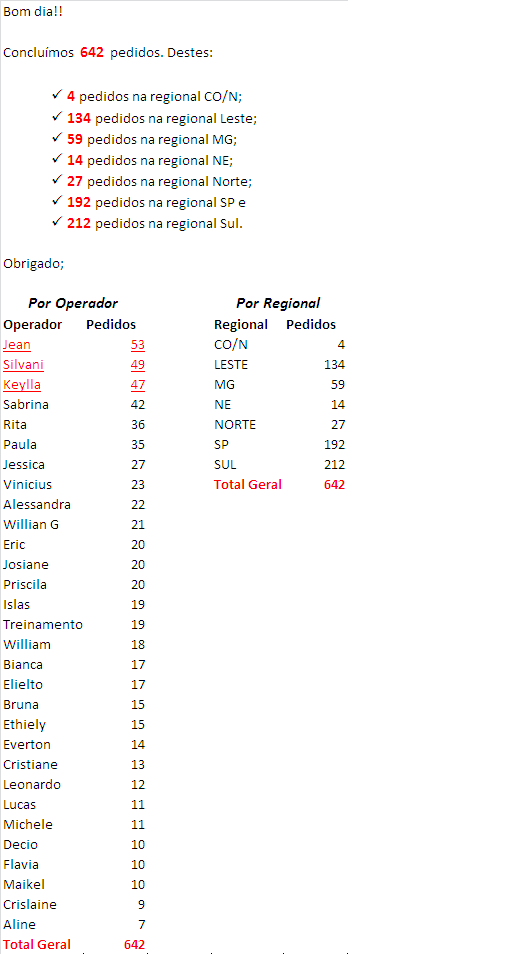 Bom dia!!
Concluímos 642 pedidos. Destes:
✓ 4 pedidos na regional CO/N;
✓ 134 pedidos na regional Leste;
✓ 59 pedidos na regional MG;
✓ 14 pedidos na regional NE;
✓ 27 pedidos na regional Norte;
✓ 192 pedidos na regional SP e
✓ 212 pedidos na regional Sul.
Obrigado;
Por Operador
Operador Pedidos
Jean 53
Silvani 49
Keylla 47
Sabrina 42
Rita 36
Paula 35
Jessica 27
Vinicius 23
Alessandra 22
Willian G 21
Eric 20
Josiane 20
Priscila 20
Islas 19
Treinamento 19
William 18
Bianca 17
Elielto 17
Bruna 15
Ethiely 15
Everton 14
Cristiane 13
Leonardo 12
Lucas 11
Michele 11
Decio 10
Flavia 10
Maikel 10
Crislaine 9
Aline 7
Total Geral 642
Por Regional
Regional Pedidos
CO/N 4
LESTE 134
MG 59
NE 14
NORTE 27
SP 192
SUL 212
Total Geral 642